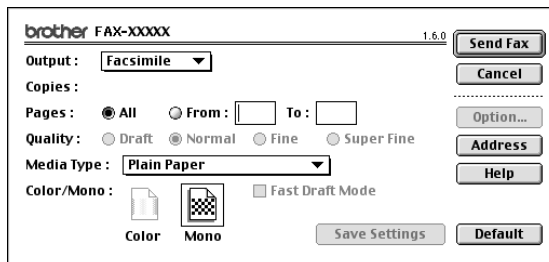 brother FAX-XXXXX 1.6.0 Send Fax
Output : Facsimile Cancel
Copies :
Pages : All From : To : Option...
Quality : Draft Normal Fine Super Fine Address
Media Type : Plain Paper Help
Color/Mono : Fast Draft Mode
Color Mono Save Settings Default